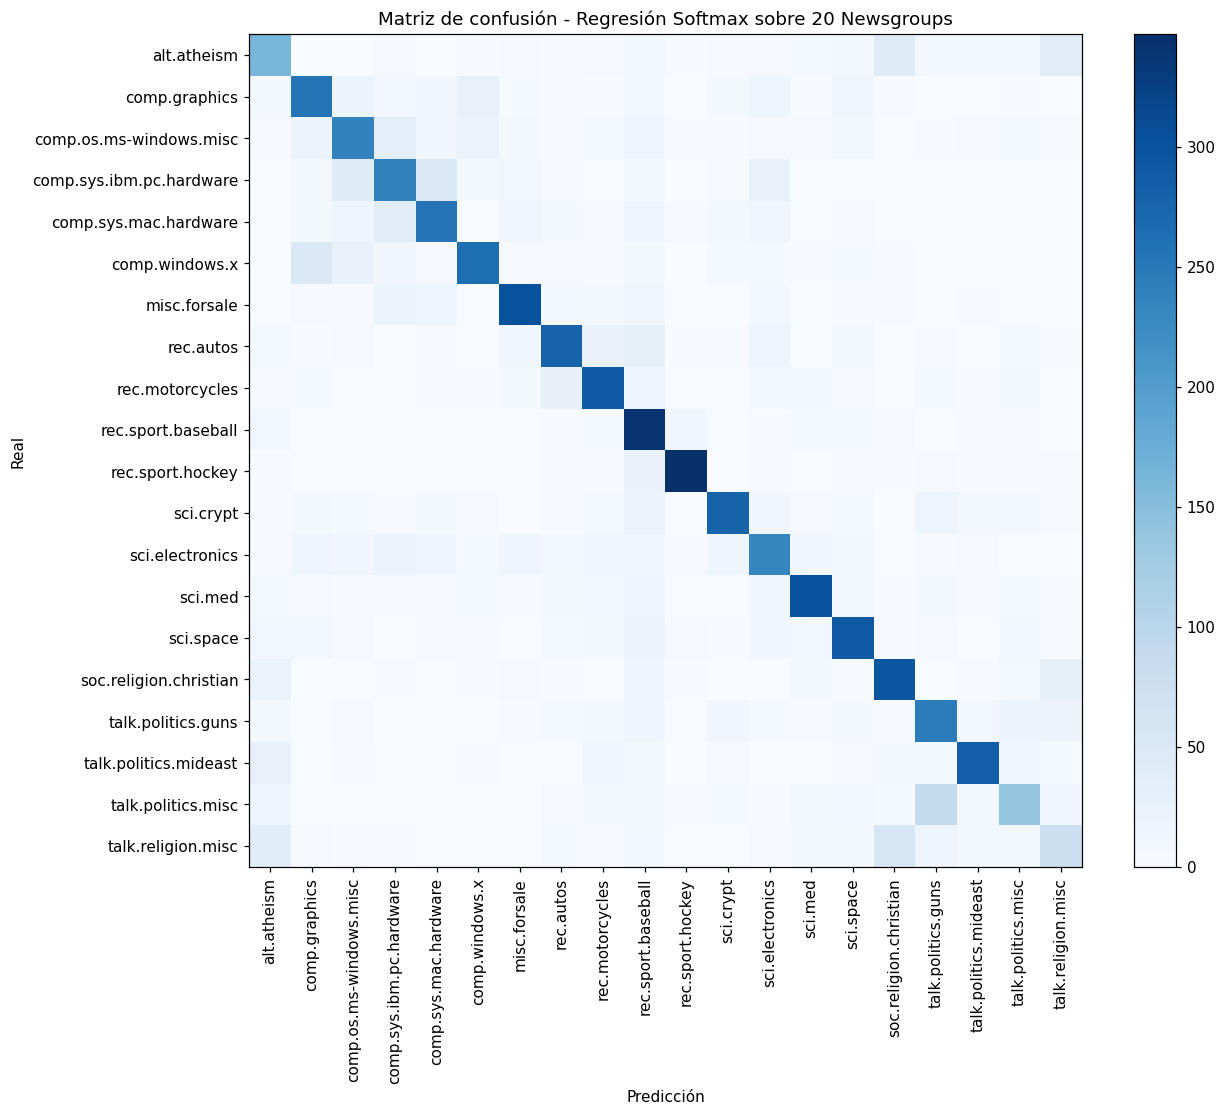 Matriz de confusión - Regresión Softmax sobre 20 Newsgroups
Real
alt.atheism
comp.graphics
comp.os.ms-windows.misc
comp.sys.ibm.pc.hardware
comp.sys.mac.hardware
comp.windows.x
misc.forsale
rec.autos
rec.motorcycles
rec.sport.baseball
rec.sport.hockey
sci.crypt
sci.electronics
sci.med
sci.space
soc.religion.christian
talk.politics.guns
talk.politics.mideast
talk.politics.misc
talk.religion.misc
alt.atheism
comp.graphics
comp.os.ms-windows.misc
comp.sys.ibm.pc.hardware
comp.sys.mac.hardware
comp.windows.x
misc.forsale
rec.autos
rec.motorcycles
rec.sport.baseball
rec.sport.hockey
sci.crypt
sci.electronics
sci.med
sci.space
soc.religion.christian
talk.politics.guns
talk.politics.mideast
talk.politics.misc
talk.religion.misc
Predicción
300
250
200
150
100
50
0